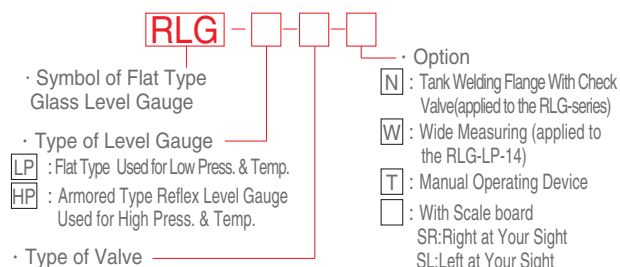 RLG - □ - □ - □
· Symbol of Flat Type
Glass Level Gauge
· Type of Level Gauge
LP : Flat Type Used for Low Press. & Temp.
HP : Armored Type Reflex Level Gauge
Used for High Press. & Temp.
· Type of Valve
· Option
N : Tank Welding Flange With Check
Valve(applied to the RLG-series)
W : Wide Measuring (applied to
the RLG-LP-14)
T : Manual Operating Device
□ : With Scale board
SR:Right at Your Sight
SL:Left at Your Sight